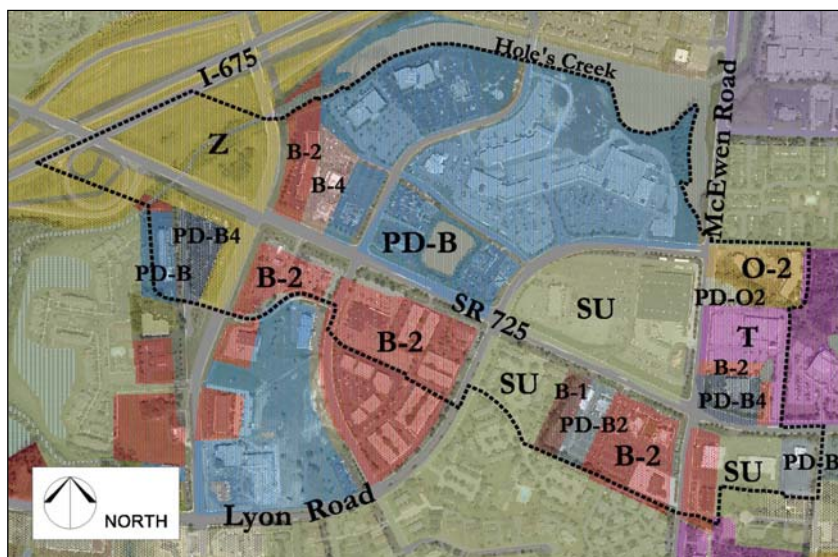 Hole's Creek
I-675
McEwen Road
Z
B-2
B-4
PD-B4
PD-B
PD-B
B-2
SR 725
O-2
PD-O2
SU
T
B-2
B-2
PD-B4
SU
B-1
PD-B2
B-2
SU
PD-B
Lyon Road
NORTH